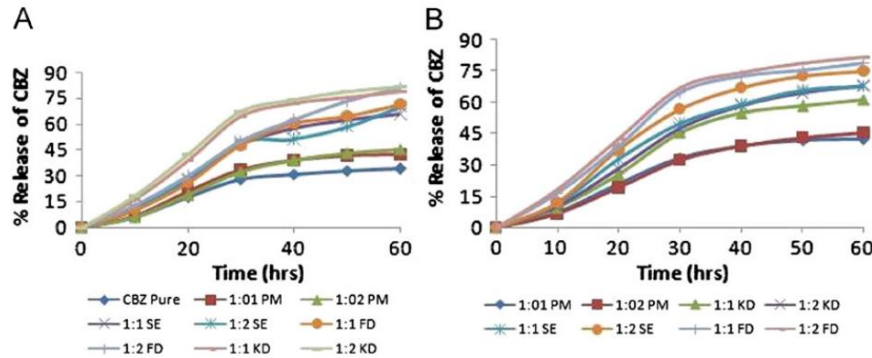 A
% Release of CBZ
90
75
60
45
30
15
0
0 20 40 60
Time (hrs)
CBZ Pure 1:01 PM 1:02 PM
1:1 SE 1:2 SE 1:1 FD
1:2 FD 1:1 KD 1:2 KD
B
% Release of CBZ
90
75
60
45
30
15
0
0 10 20 30 40 50 60
Time (hrs)
1:01 PM 1:02 PM 1:1 KD 1:2 KD
1:1 SE 1:2 SE 1:1 FD 1:2 FD